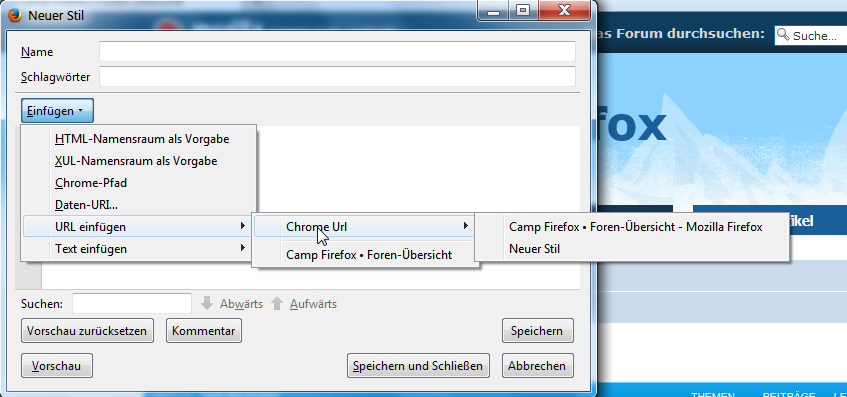 Neuer Stil
as Forum durchsuchen:
Suche...
Name
Schlagwörter
Einfügen
fox
HTML-Namensraum als Vorgabe
XUL-Namensraum als Vorgabe
Chrome-Pfad
Daten-URI...
URL einfügen
Chrome Url
Camp Firefox • Foren-Übersicht - Mozilla Firefox
ikel
Text einfügen
Camp Firefox • Foren-Übersicht
Neuer Stil
Suchen:
Abwärts
Aufwärts
Vorschau zurücksetzen
Kommentar
Speichern
Vorschau
Speichern und Schließen
Abbrechen
THEMEN
BEITRÄGE
LE